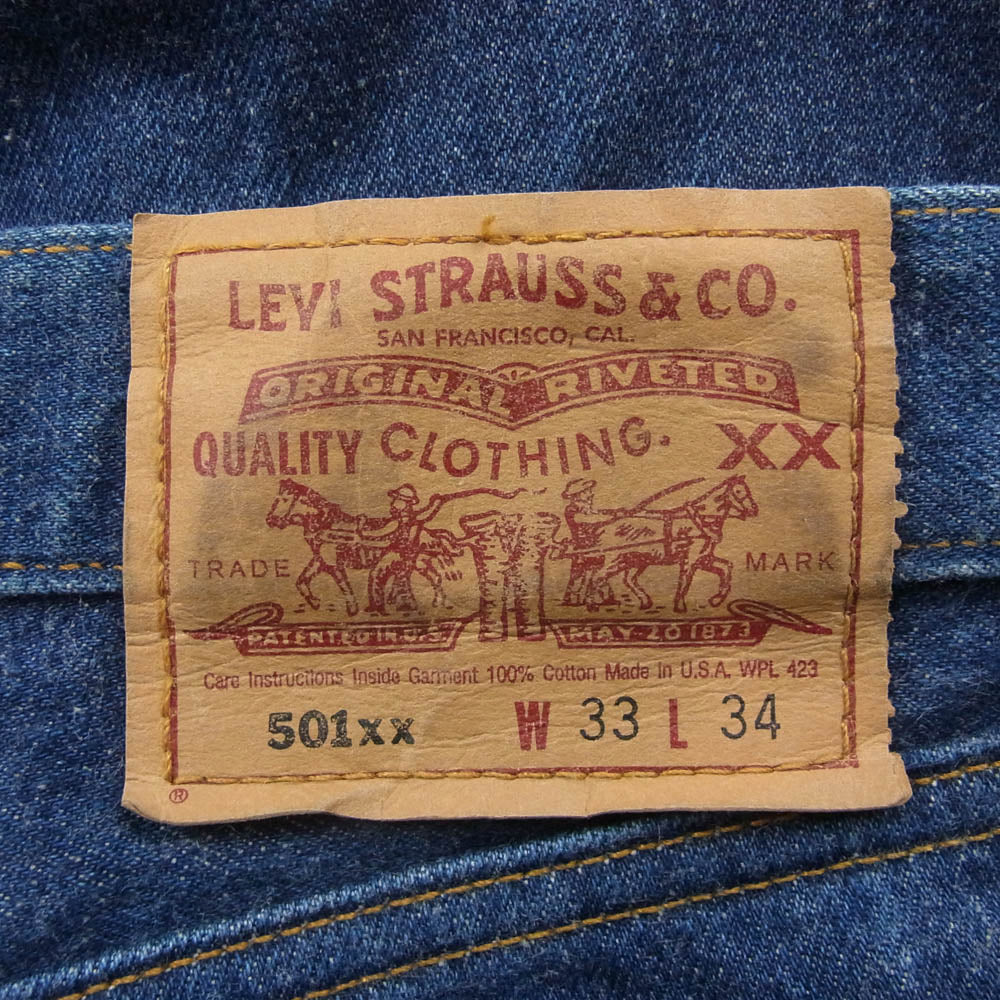 LEVI STRAUSS & CO.
SAN FRANCISCO, CAL.
ORIGINAL RIVETED
QUALITY CLOTHING. XX
TRADE MARK
PATENTED IN U.S. MAY 20 1873
Care Instructions Inside Garment 100% Cotton Made In U.S.A. WPL 423
501xx W 33 L 34
®